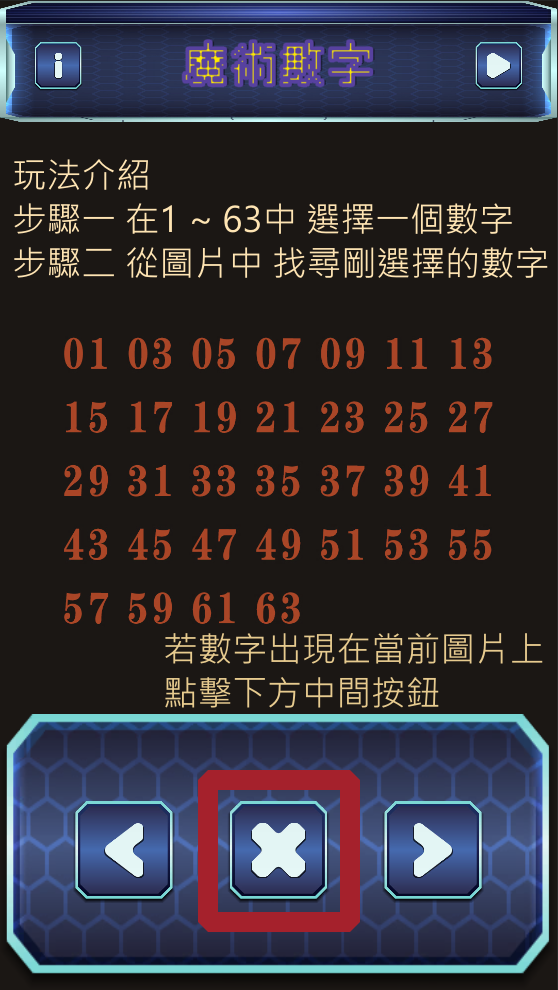 魔術數字
玩法介紹
步驟一 在1 ~ 63中 選擇一個數字
步驟二 從圖片中 找尋剛選擇的數字
01 03 05 07 09 11 13
15 17 19 21 23 25 27
29 31 33 35 37 39 41
43 45 47 49 51 53 55
57 59 61 63
若數字出現在當前圖片上
點擊下方中間按鈕